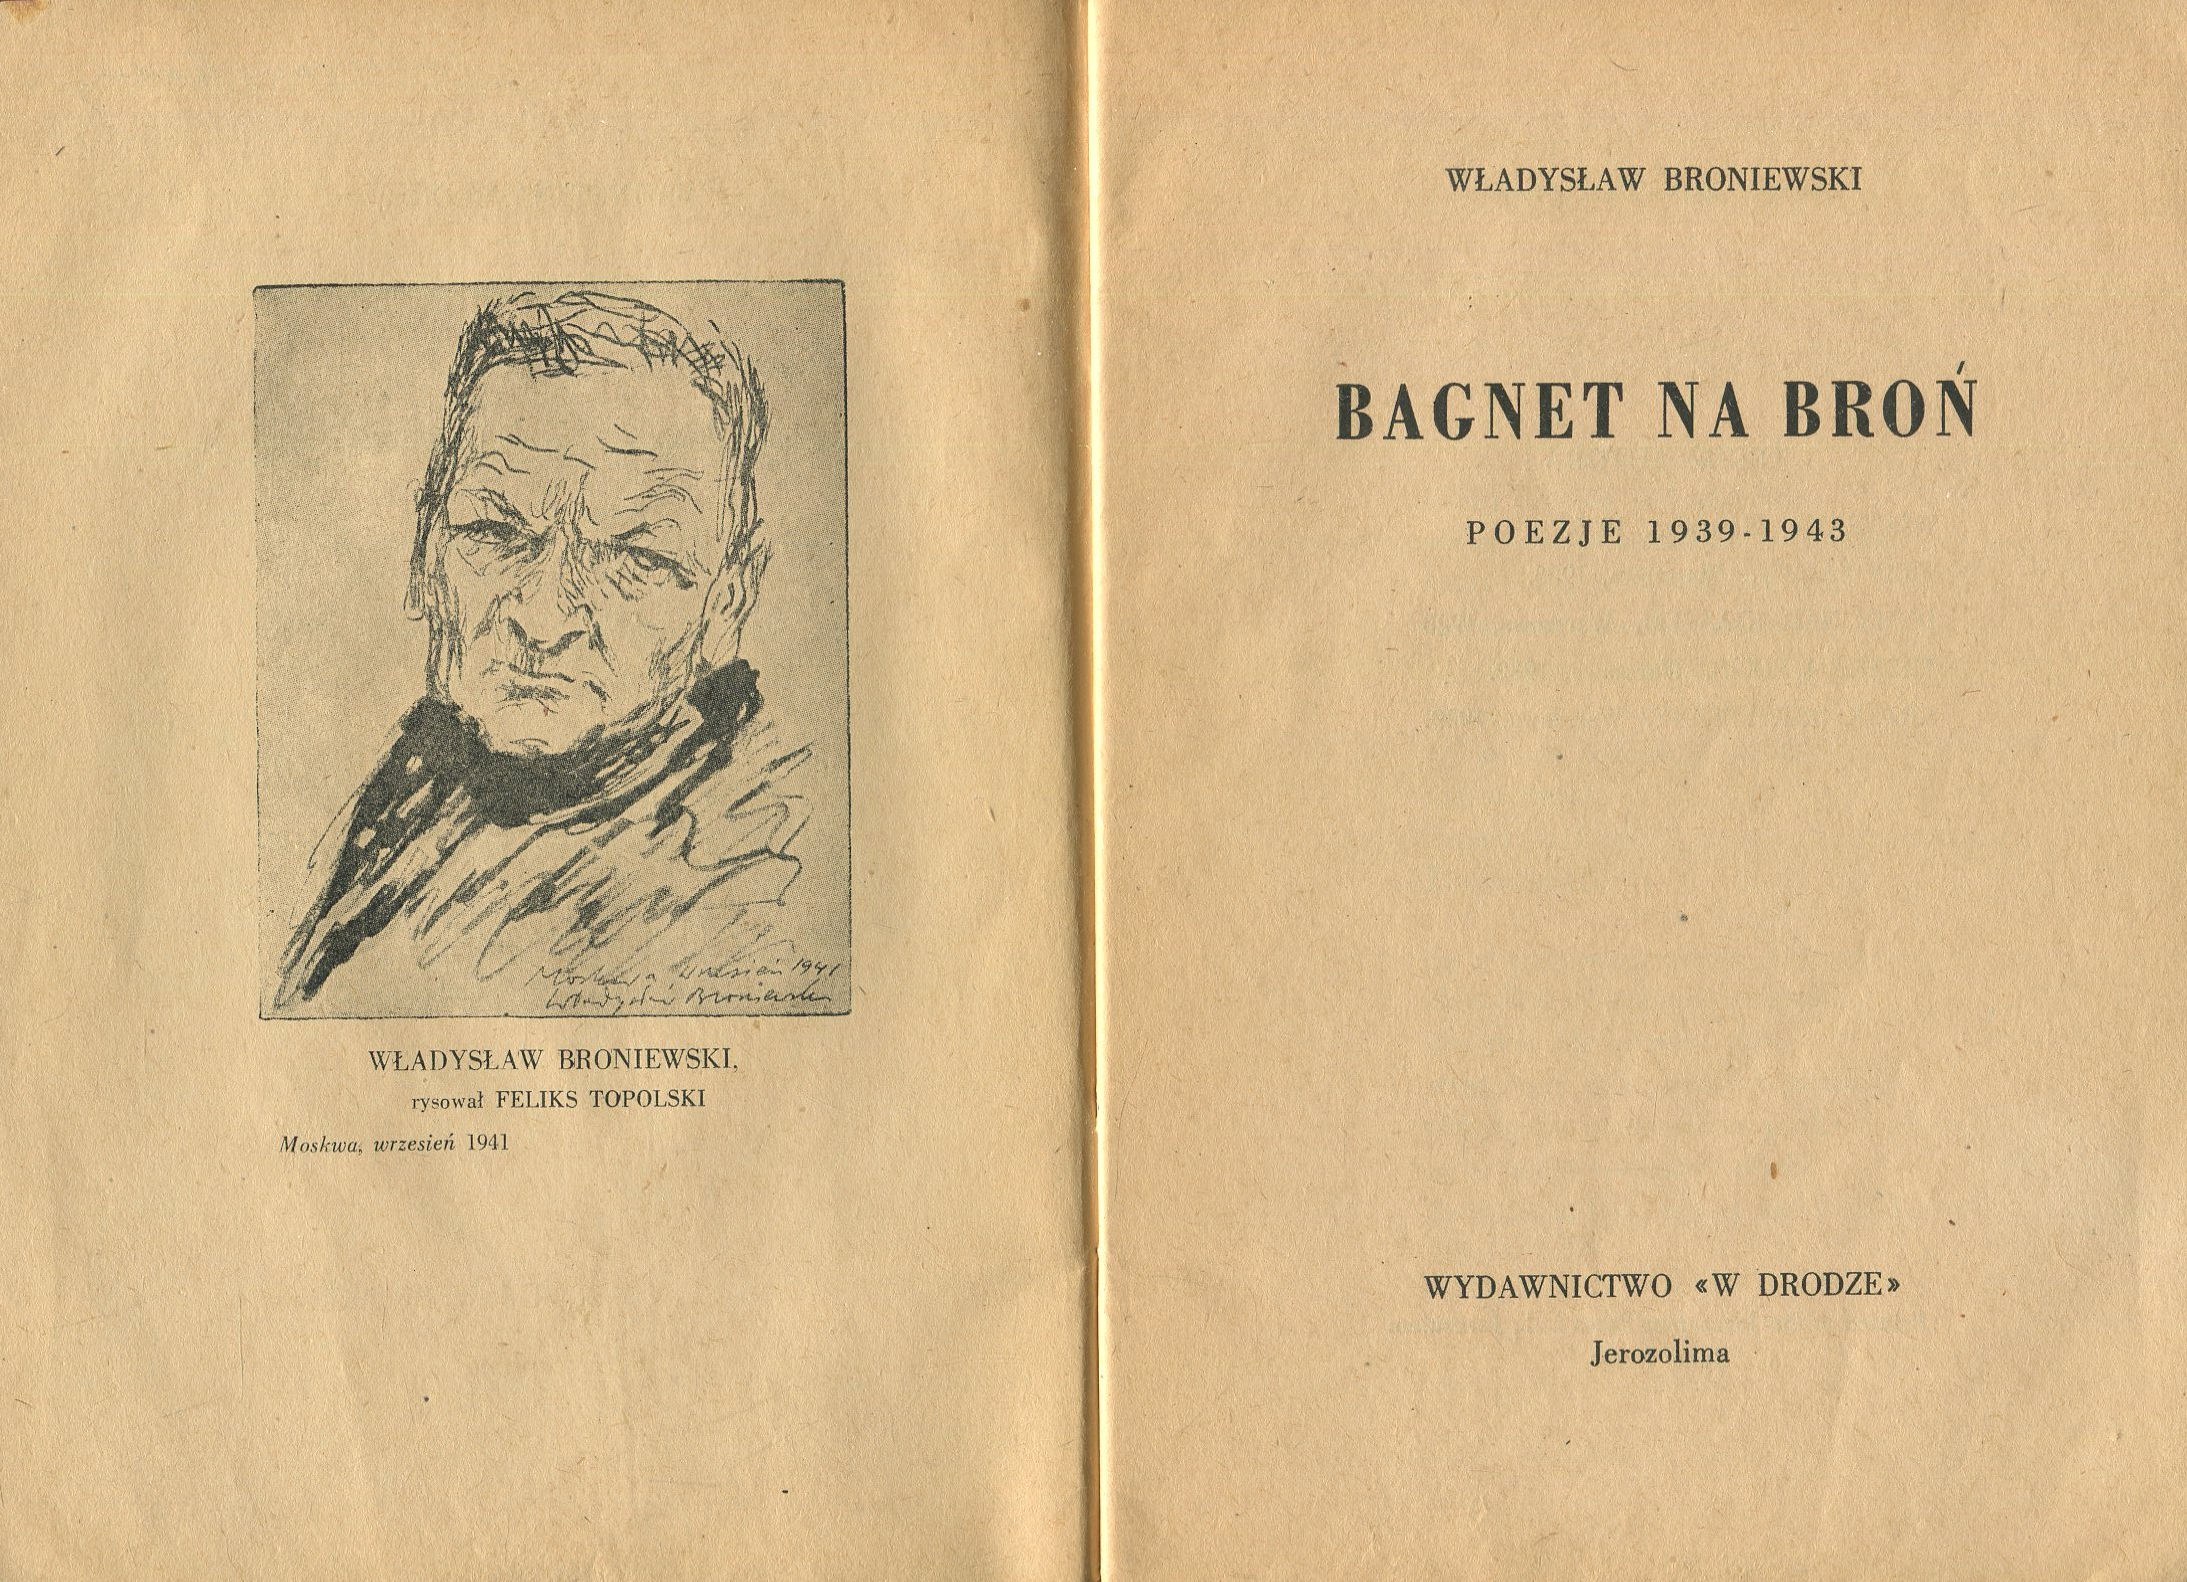 Moskwa, wrzesień 1941
Władysław Broniewski
WŁADYSŁAW BRONIEWSKI,
rysował FELIKS TOPOLSKI
Moskwa, wrzesień 1941
WŁADYSŁAW BRONIEWSKI
BAGNET NA BROŃ
POEZJE 1939-1943
WYDAWNICTWO «W DRODZE»
Jerozolima